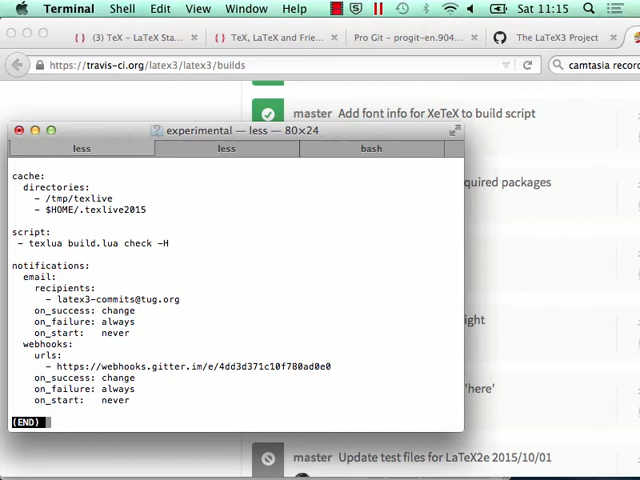 Terminal Shell Edit View Window Help Sat 11:15
(3) TeX - LaTeX Sta... TeX, LaTeX and Frie... Pro Git – progit-en.904... The LaTeX3 Project
https://travis-ci.org/latex3/latex3/builds camtasia record
master Add font info for XeTeX to build script
experimental — less — 80×24
less less bash
cache:
directories:
- /tmp/texlive
- $HOME/.texlive2015
quired packages
script:
- texlua build.lua check -H
notifications:
email:
recipients:
- latex3-commits@tug.org
on_success: change
on_failure: always
ight
on_start: never
webhooks:
urls:
- https://webhooks.gitter.im/e/4dd3d371c10f780ad0e0
on_success: change
on_failure: always
'here'
on_start: never
(END)
master Update test files for LaTeX2e 2015/10/01